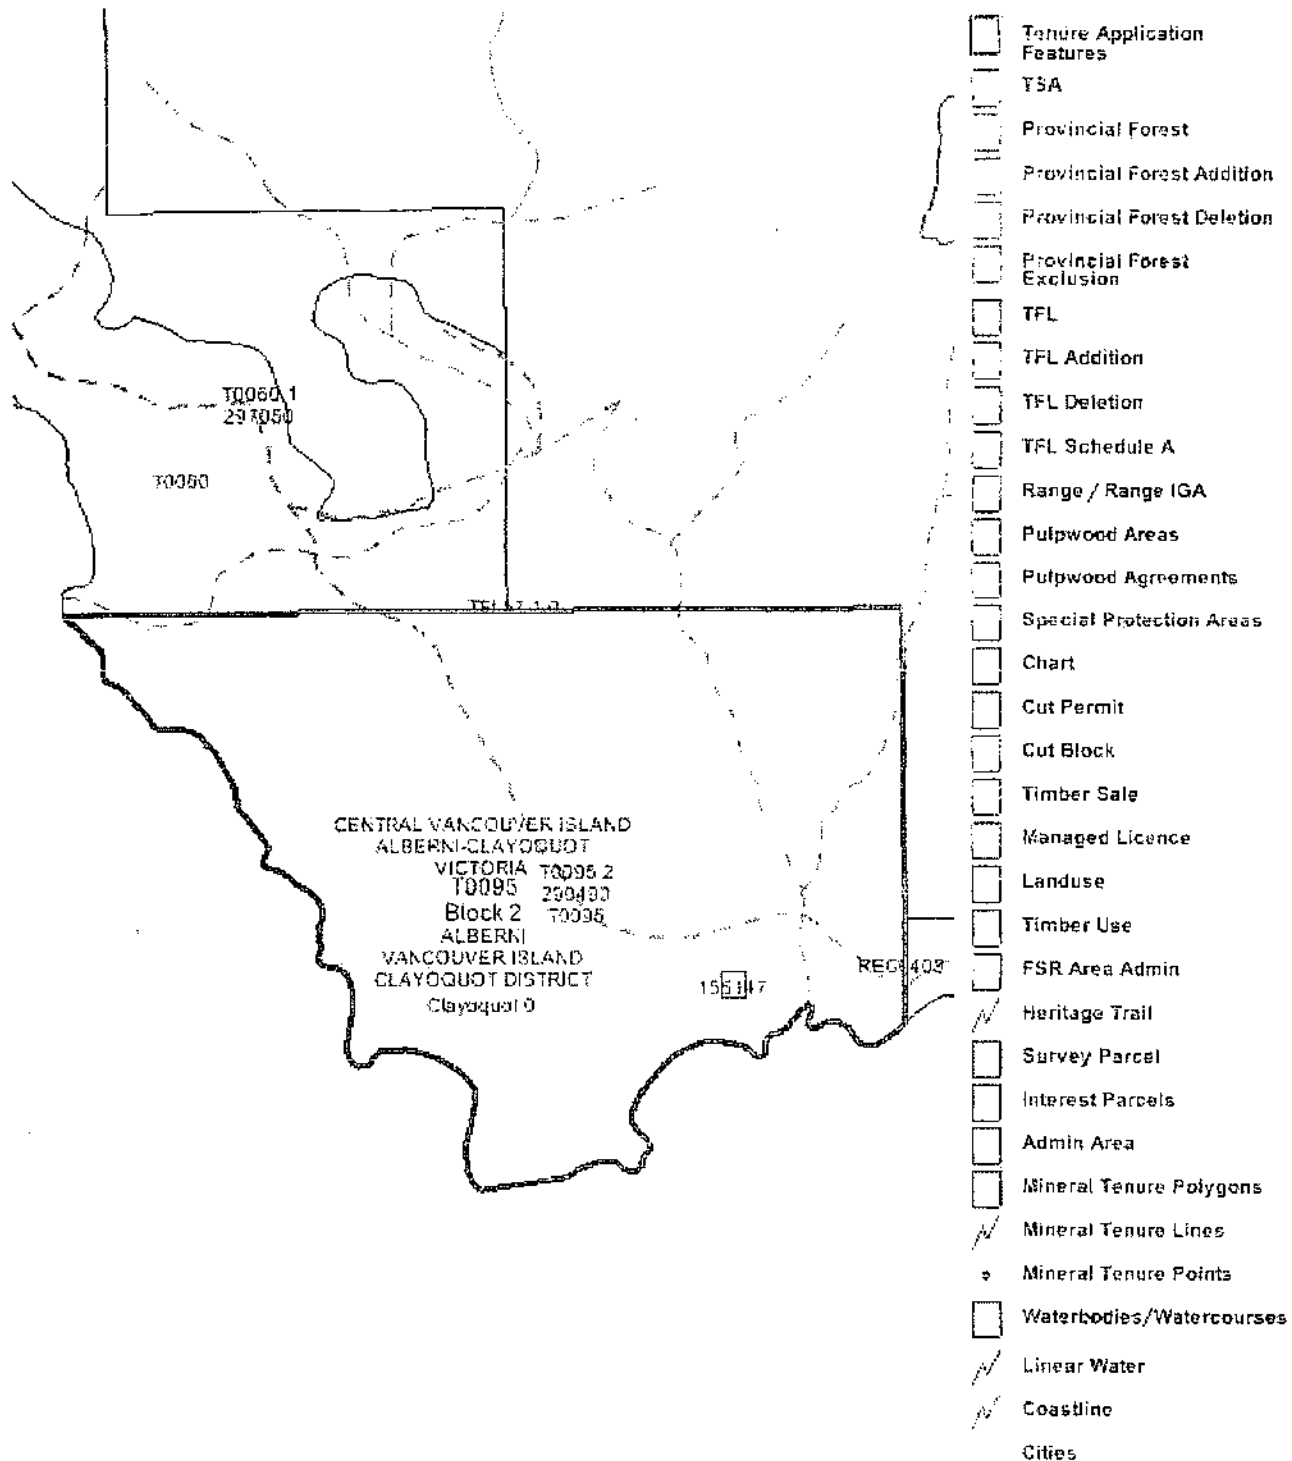 T0060 1
297050
T0060
CENTRAL VANCOUVER ISLAND
ALBERNI-CLAYOQUOT
VICTORIA
T0095
Block 2
ALBERNI
VANCOUVER ISLAND
CLAYOQUOT DISTRICT
Clayoquot 0
T0095 2
T0095
Tenure Application
Features
TSA
Provincial Forest
Provincial Forest Addition
Provincial Forest Deletion
Provincial Forest
Exclusion
TFL
TFL Addition
TFL Deletion
TFL Schedule A
Range / Range IGA
Pulpwood Areas
Pulpwood Agreements
Special Protection Areas
Chart
Cut Permit
Cut Block
Timber Sale
Managed Licence
Landuse
Timber Use
FSR Area Admin
Heritage Trail
Survey Parcel
Interest Parcels
Admin Area
Mineral Tenure Polygons
Mineral Tenure Lines
Mineral Tenure Points
Waterbodies/Watercourses
Linear Water
Coastline
Cities